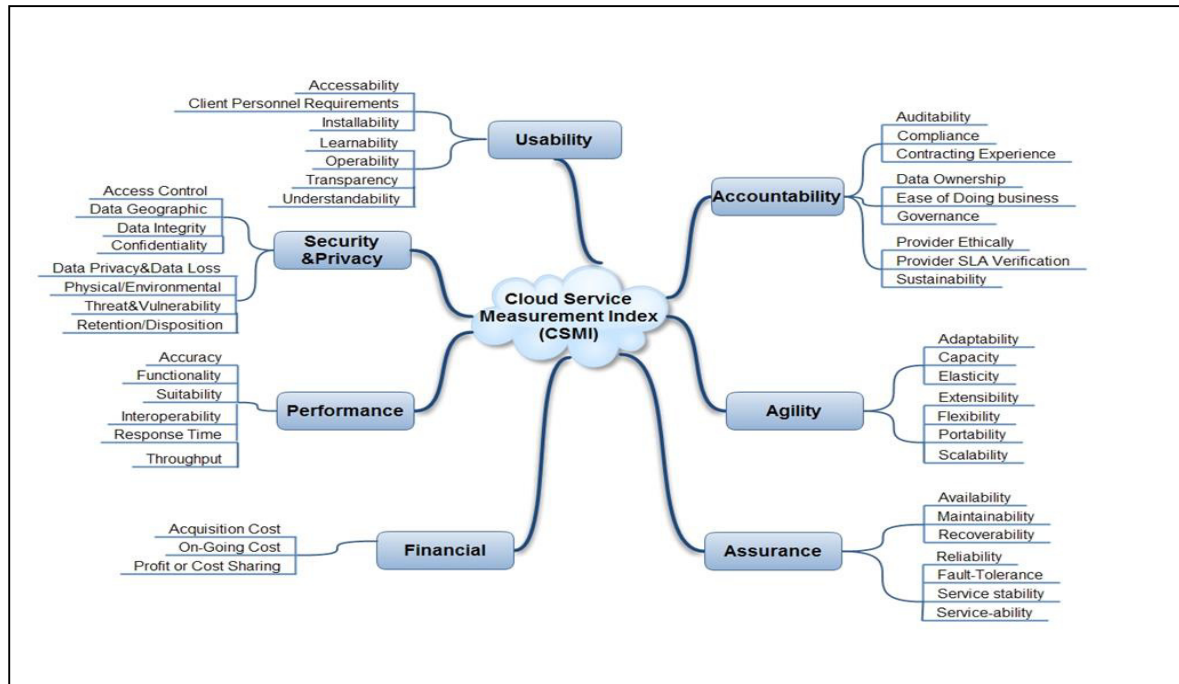 Accessability
Client Personnel Requirements
Installability
Learnability
Operability
Transparency
Understandability
Usability
Access Control
Data Geographic
Data Integrity
Confidentiality
Data Privacy&Data Loss
Physical/Environmental
Threat&Vulnerability
Retention/Disposition
Security
&Privacy
Accuracy
Functionality
Suitability
Interoperability
Response Time
Throughput
Performance
Acquisition Cost
On-Going Cost
Profit or Cost Sharing
Financial
Cloud Service
Measurement Index
(CSMI)
Accountability
Auditability
Compliance
Contracting Experience
Data Ownership
Ease of Doing business
Governance
Provider Ethically
Provider SLA Verification
Sustainability
Agility
Adaptability
Capacity
Elasticity
Extensibility
Flexibility
Portability
Scalability
Assurance
Availability
Maintainability
Recoverability
Reliability
Fault-Tolerance
Service stability
Service-ability